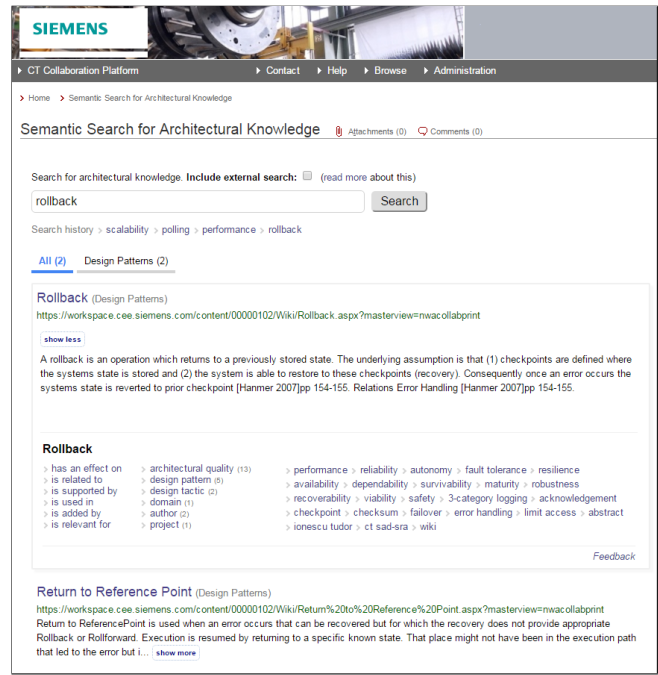 SIEMENS
CT Collaboration Platform Contact Help Browse Administration
Home Semantic Search for Architectural Knowledge
Semantic Search for Architectural Knowledge Attachments (0) Comments (0)
Search for architectural knowledge. Include external search: (read more about this)
rollback Search
Search history > scalability > polling > performance > rollback
All (2) Design Patterns (2)
Rollback (Design Patterns)
https://workspace.cee.siemens.com/content/00000102/Wiki/Rollback.aspx?masterview=nwacollabprint
show less
A rollback is an operation which returns to a previously stored state. The underlying assumption is that (1) checkpoints are defined where
the systems state is stored and (2) the system is able to restore to these checkpoints (recovery). Consequently once an error occurs the
systems state is reverted to prior checkpoint [Hanmer 2007]pp 154-155. Relations Error Handling [Hanmer 2007]pp 154-155.
Rollback
> has an effect on > architectural quality (13) > performance > reliability > autonomy > fault tolerance > resilience
> is related to > design pattern (5) > availability > dependability > survivability > maturity > robustness
> is supported by > design tactic (2) > recoverability > viability > safety > 3-category logging > acknowledgement
> is used in > domain (1) > checkpoint > checksum > failover > error handling > limit access > abstract
> is added by > author (2) > ionescu tudor > ct sad-sra > wiki
> is relevant for > project (1)
Feedback
Return to Reference Point (Design Patterns)
https://workspace.cee.siemens.com/content/00000102/Wiki/Return%20to%20Reference%20Point.aspx?masterview=nwacollabprint
Return to ReferencePoint is used when an error occurs that can be recovered but for which the recovery does not provide appropriate
Rollback or Rollforward. Execution is resumed by returning to a specific known state. That place might not have been in the execution path
that led to the error but i... show more